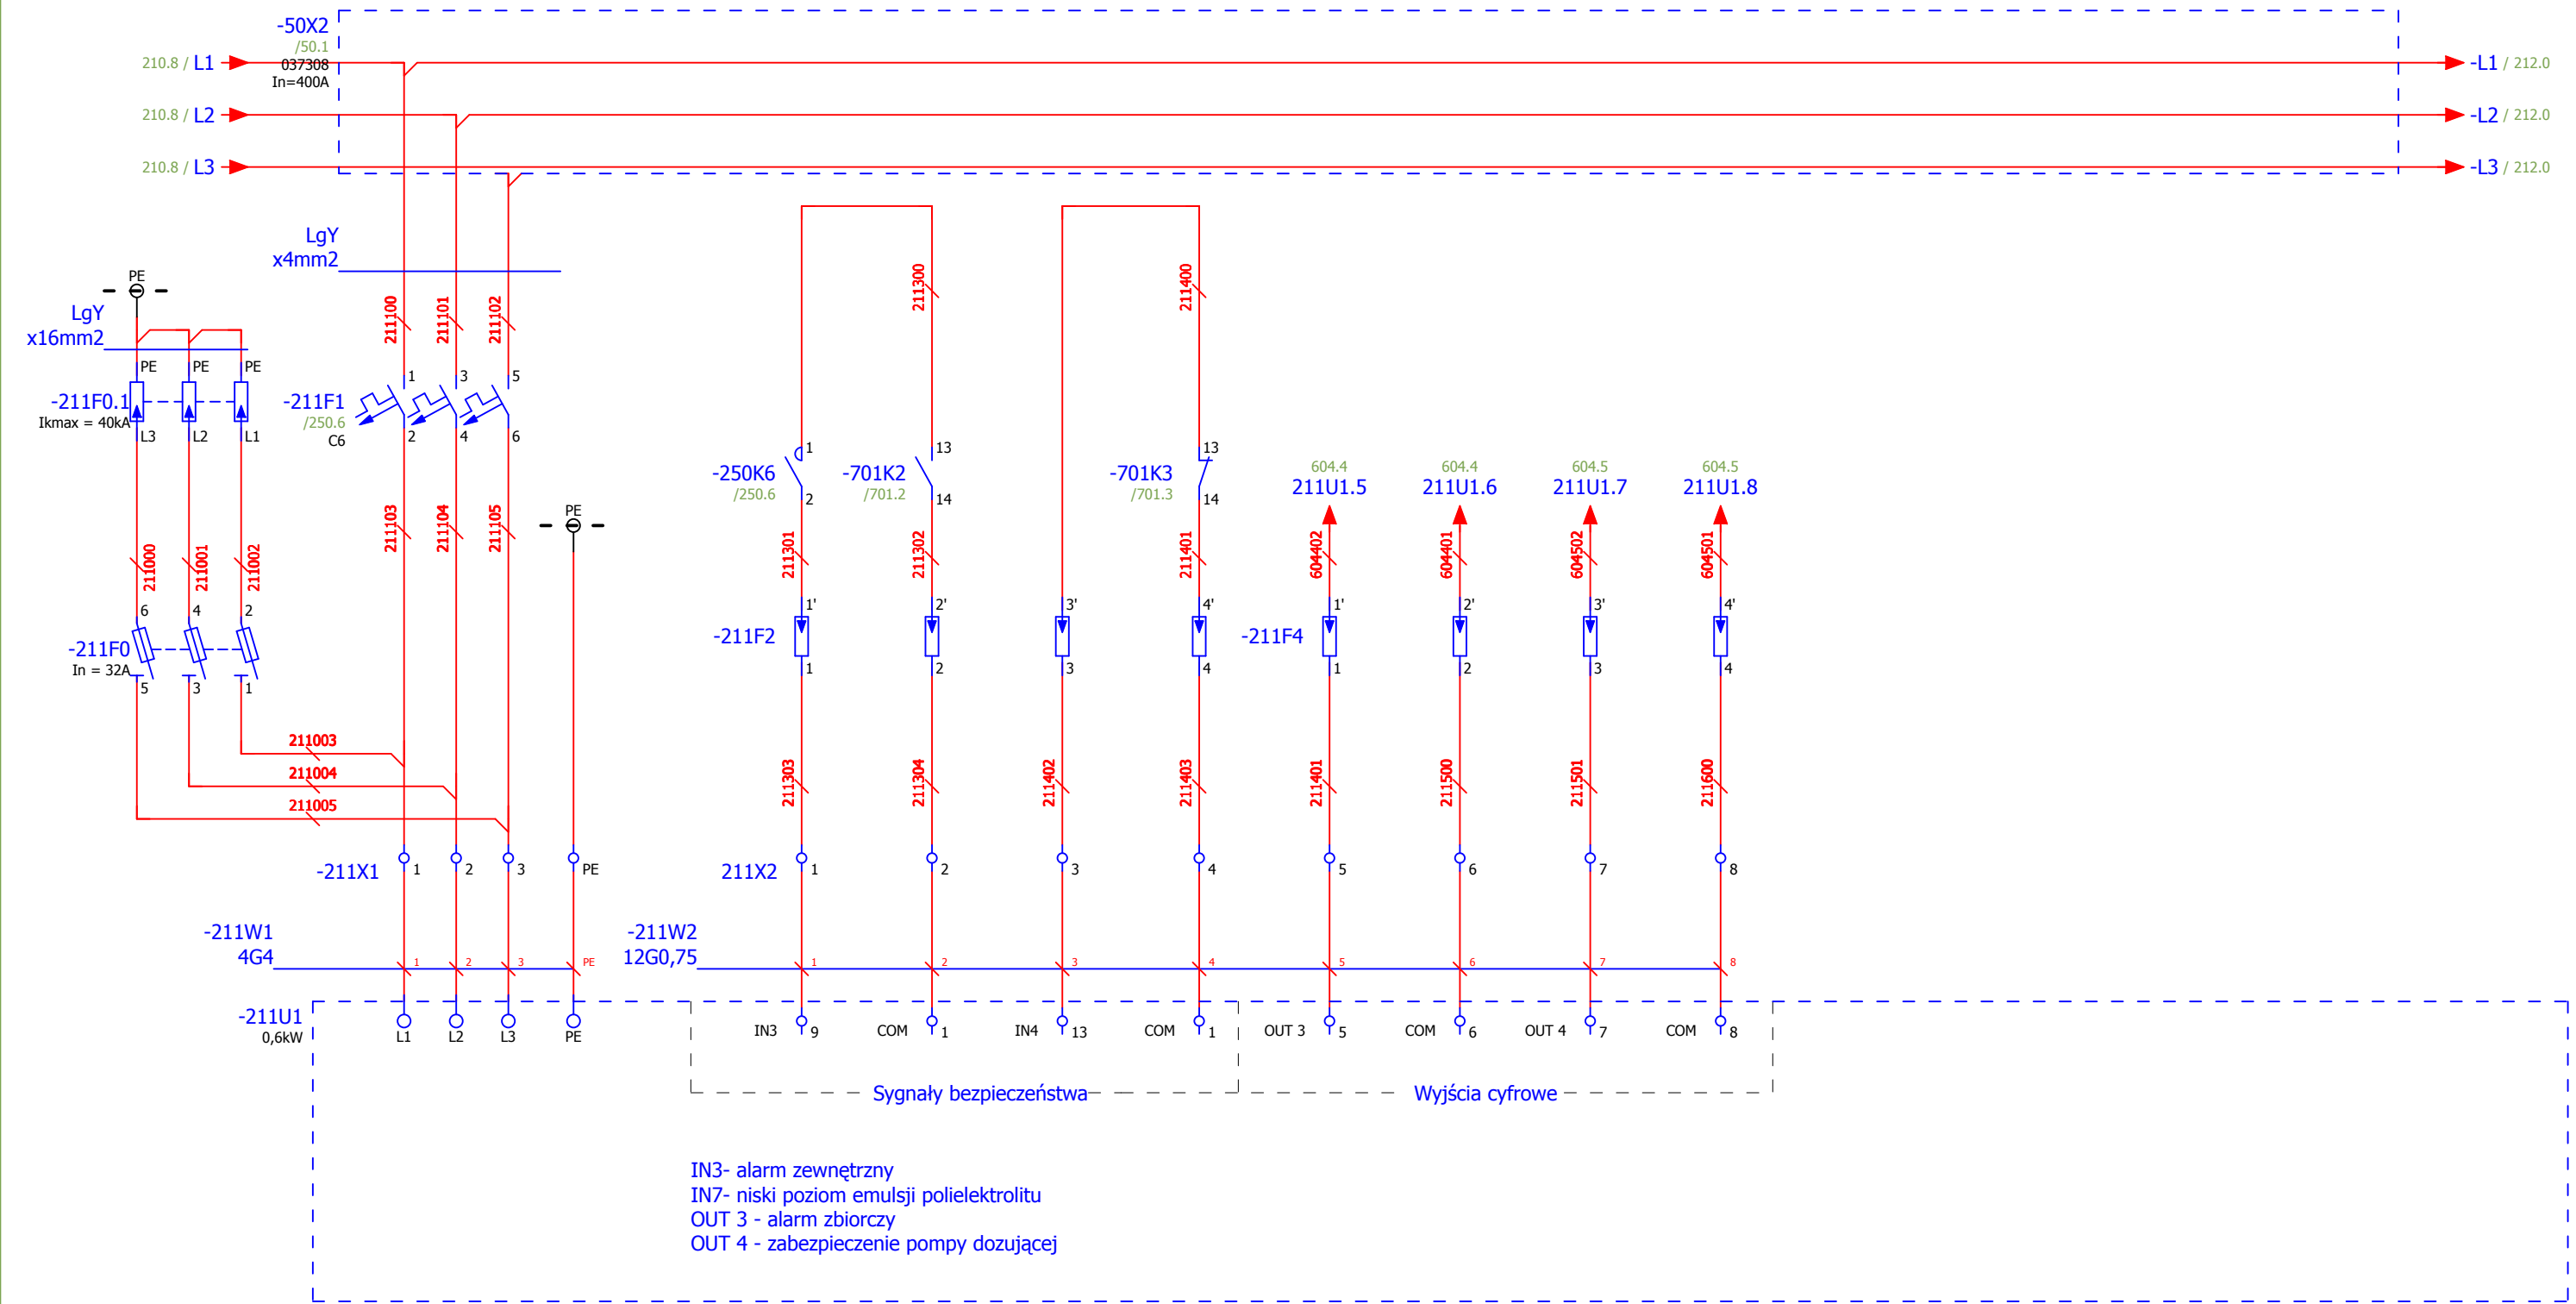 -50X2
/50.1
037308
In=400A
210.8 / L1
-L1 / 212.0
210.8 / L2
-L2 / 212.0
210.8 / L3
-L3 / 212.0
LgY
x4mm2
PE
LgY
x16mm2
PE PE PE
-211F0.1
Ikmax = 40kA
L3 L2 L1
211100 211101 211102
-211F1
/250.6
C6
1 3 5
2 4 6
211300
211400
-250K6
/250.6
1
2
-701K2
/701.2
13
14
-701K3
/701.3
13
14
604.4 604.4 604.5 604.5
211U1.5 211U1.6 211U1.7 211U1.8
211000 211001 211002
211103 211104 211105
PE
211301 211302 211401 604402 604401 604502 604501
6 4 2
-211F0
In = 32A
5 3 1
1' 2' 3' 4' 1' 2' 3' 4'
-211F2
-211F4
1 2 3 4 1 2 3 4
211003
211004
211005
211303 211304 211402 211403 211401 211500 211501 211600
-211X1
1 2 3 PE
211X2
1 2 3 4 5 6 7 8
-211W1
4G4
1 2 3 PE
-211W2
12G0,75
1 2 3 4 5 6 7 8
-211U1
0,6kW
L1 L2 L3 PE
IN3 9 COM 1 IN4 13 COM 1 OUT 3 5 COM 6 OUT 4 7 COM 8
Sygnały bezpieczeństwa
Wyjścia cyfrowe
IN3- alarm zewnętrzny
IN7- niski poziom emulsji polielektrolitu
OUT 3 - alarm zbiorczy
OUT 4 - zabezpieczenie pompy dozującej